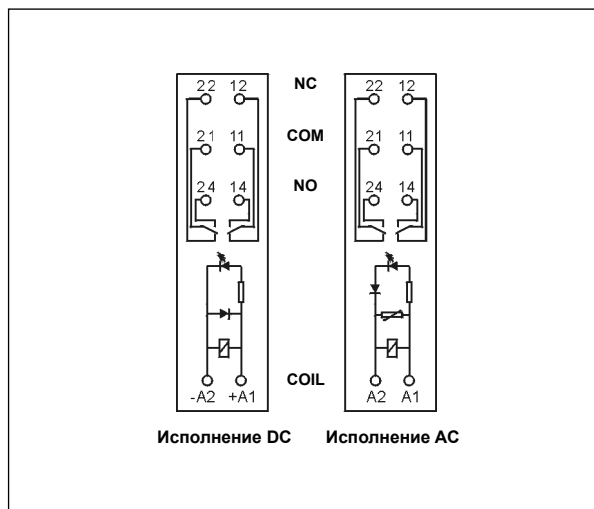 22 12 NC 22 12
21 11 COM 21 11
24 14 NO 24 14
-A2 +A1 COIL A2 A1
Исполнение DC Исполнение AC